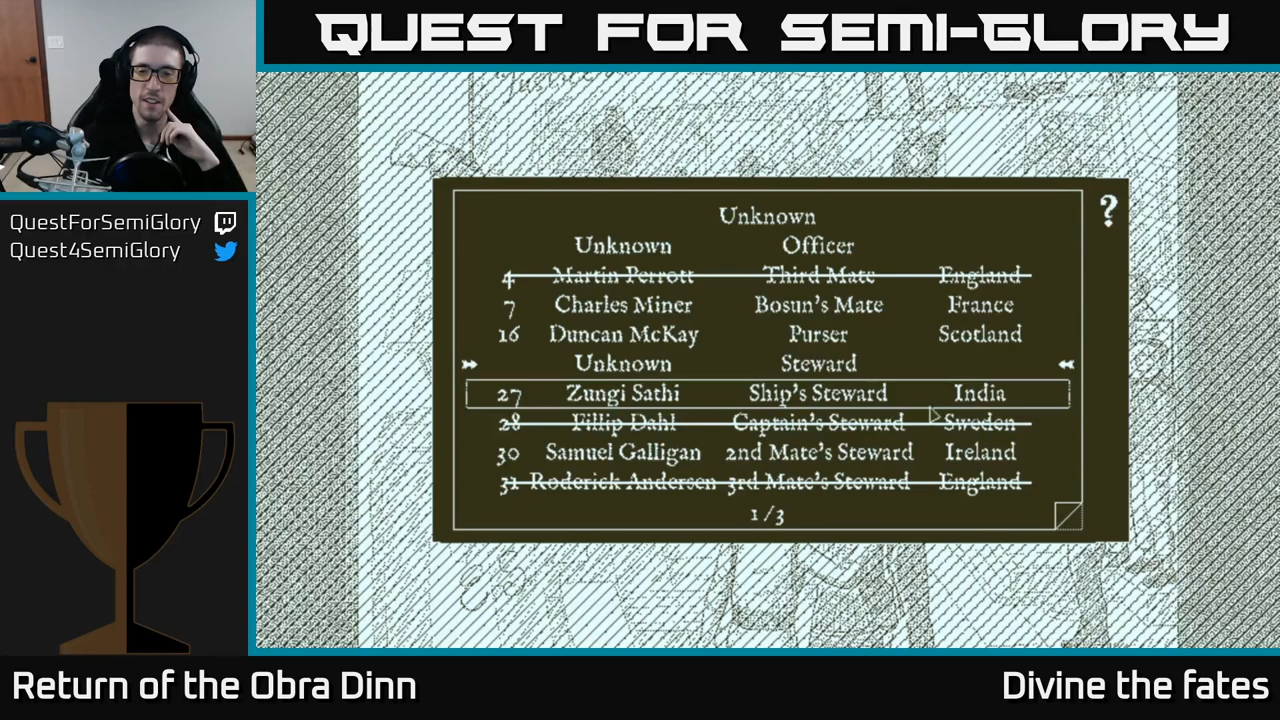 QUEST FOR SEMI-GLORY
QuestForSemiGlory
Quest4SemiGlory
?
Unknown
Unknown Officer
4 Martin Perrott Third Mate England
7 Charles Miner Bosun's Mate France
16 Duncan McKay Purser Scotland
Unknown Steward
27 Zungi Sathi Ship's Steward India
28 Fillip Dahl Captain's Steward Sweden
30 Samuel Galligan 2nd Mate's Steward Ireland
31 Roderick Andersen 3rd Mate's Steward England
1/3
Return of the Obra Dinn
Divine the fates